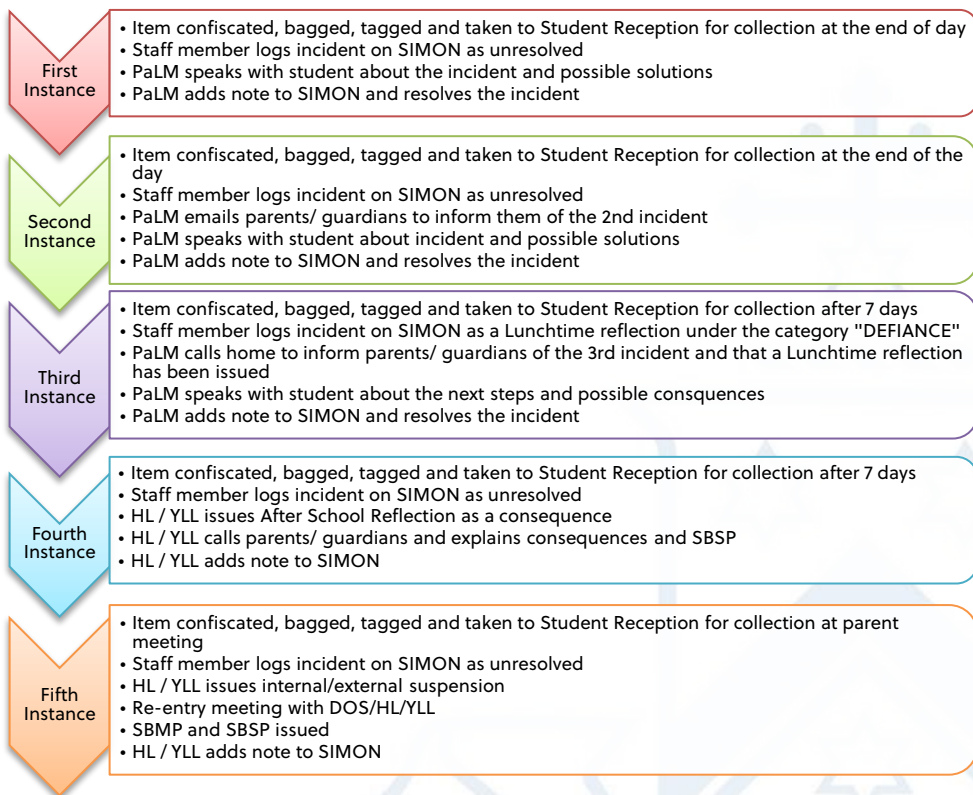 First
Instance
• Item confiscated, bagged, tagged and taken to Student Reception for collection at the end of day
• Staff member logs incident on SIMON as unresolved
• PaLM speaks with student about the incident and possible solutions
• PaLM adds note to SIMON and resolves the incident
Second
Instance
• Item confiscated, bagged, tagged and taken to Student Reception for collection at the end of the
day
• Staff member logs incident on SIMON as unresolved
• PaLM emails parents/ guardians to inform them of the 2nd incident
• PaLM speaks with student about incident and possible solutions
• PaLM adds note to SIMON and resolves the incident
Third
Instance
• Item confiscated, bagged, tagged and taken to Student Reception for collection after 7 days
• Staff member logs incident on SIMON as a Lunchtime reflection under the category "DEFIANCE"
• PaLM calls home to inform parents/ guardians of the 3rd incident and that a Lunchtime reflection
has been issued
• PaLM speaks with student about the next steps and possible consquences
• PaLM adds note to SIMON and resolves the incident
Fourth
Instance
• Item confiscated, bagged, tagged and taken to Student Reception for collection after 7 days
• Staff member logs incident on SIMON as unresolved
• HL / YLL issues After School Reflection as a consequence
• HL / YLL calls parents/ guardians and explains consequences and SBSP
• HL / YLL adds note to SIMON
Fifth
Instance
• Item confiscated, bagged, tagged and taken to Student Reception for collection at parent
meeting
• Staff member logs incident on SIMON as unresolved
• HL / YLL issues internal/external suspension
• Re-entry meeting with DOS/HL/YLL
• SBMP and SBSP issued
• HL / YLL adds note to SIMON